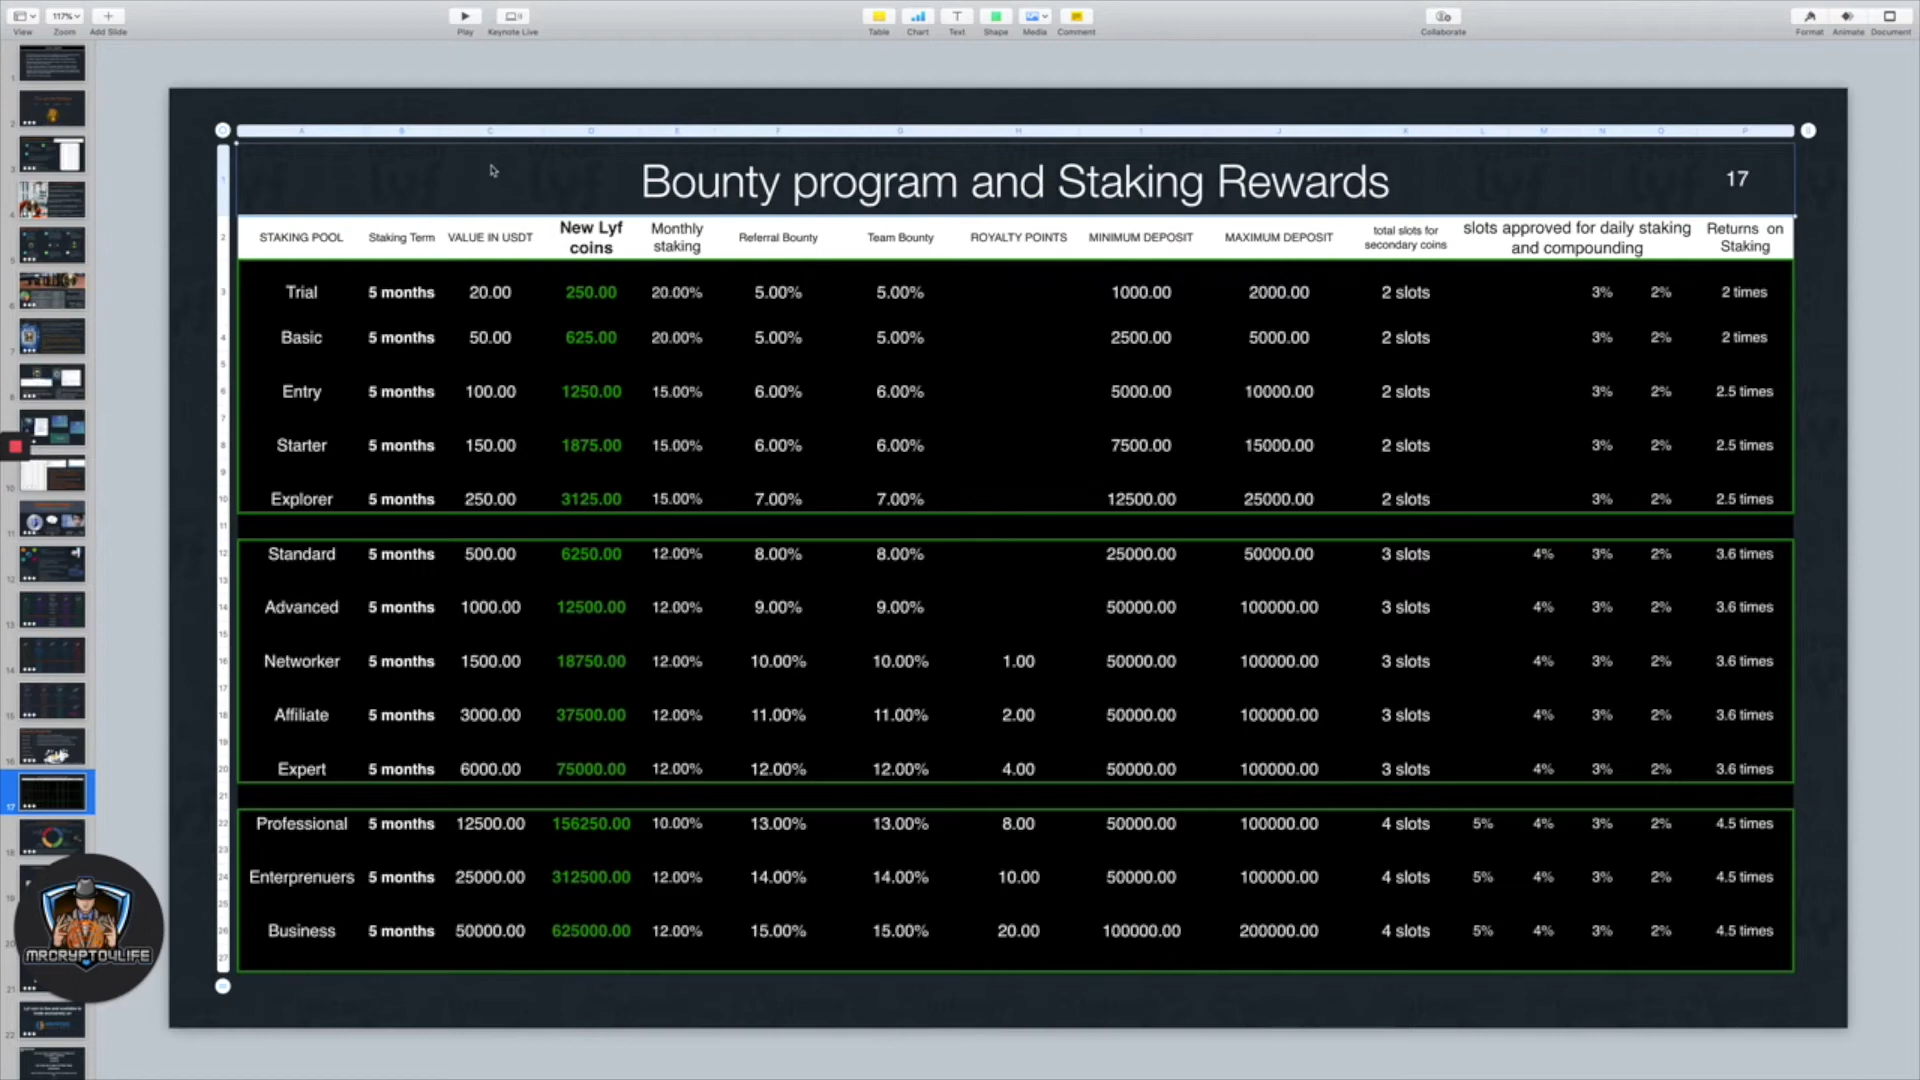 117%
View Zoom Add Slide Play Keynote Live Table Chart Text Shape Media Comment Collaborate Format Animate Document
A B C D E F G H I J K L M N O P
Bounty program and Staking Rewards 17
STAKING POOL Staking Term VALUE IN USDT New Lyf coins Monthly staking Referral Bounty Team Bounty ROYALTY POINTS MINIMUM DEPOSIT MAXIMUM DEPOSIT total slots for secondary coins slots approved for daily staking and compounding Returns on Staking
Trial 5 months 20.00 250.00 20.00% 5.00% 5.00% 1000.00 2000.00 2 slots 3% 2% 2 times
Basic 5 months 50.00 625.00 20.00% 5.00% 5.00% 2500.00 5000.00 2 slots 3% 2% 2 times
Entry 5 months 100.00 1250.00 15.00% 6.00% 6.00% 5000.00 10000.00 2 slots 3% 2% 2.5 times
Starter 5 months 150.00 1875.00 15.00% 6.00% 6.00% 7500.00 15000.00 2 slots 3% 2% 2.5 times
Explorer 5 months 250.00 3125.00 15.00% 7.00% 7.00% 12500.00 25000.00 2 slots 3% 2% 2.5 times
Standard 5 months 500.00 6250.00 12.00% 8.00% 8.00% 25000.00 50000.00 3 slots 4% 3% 2% 3.6 times
Advanced 5 months 1000.00 12500.00 12.00% 9.00% 9.00% 50000.00 100000.00 3 slots 4% 3% 2% 3.6 times
Networker 5 months 1500.00 18750.00 12.00% 10.00% 10.00% 1.00 50000.00 100000.00 3 slots 4% 3% 2% 3.6 times
Affiliate 5 months 3000.00 37500.00 12.00% 11.00% 11.00% 2.00 50000.00 100000.00 3 slots 4% 3% 2% 3.6 times
Expert 5 months 6000.00 75000.00 12.00% 12.00% 12.00% 4.00 50000.00 100000.00 3 slots 4% 3% 2% 3.6 times
Professional 5 months 12500.00 156250.00 10.00% 13.00% 13.00% 8.00 50000.00 100000.00 4 slots 5% 4% 3% 2% 4.5 times
Enterprenuers 5 months 25000.00 312500.00 12.00% 14.00% 14.00% 10.00 50000.00 100000.00 4 slots 5% 4% 3% 2% 4.5 times
Business 5 months 50000.00 625000.00 12.00% 15.00% 15.00% 20.00 100000.00 200000.00 4 slots 5% 4% 3% 2% 4.5 times
MRCRYPTO4LIFE